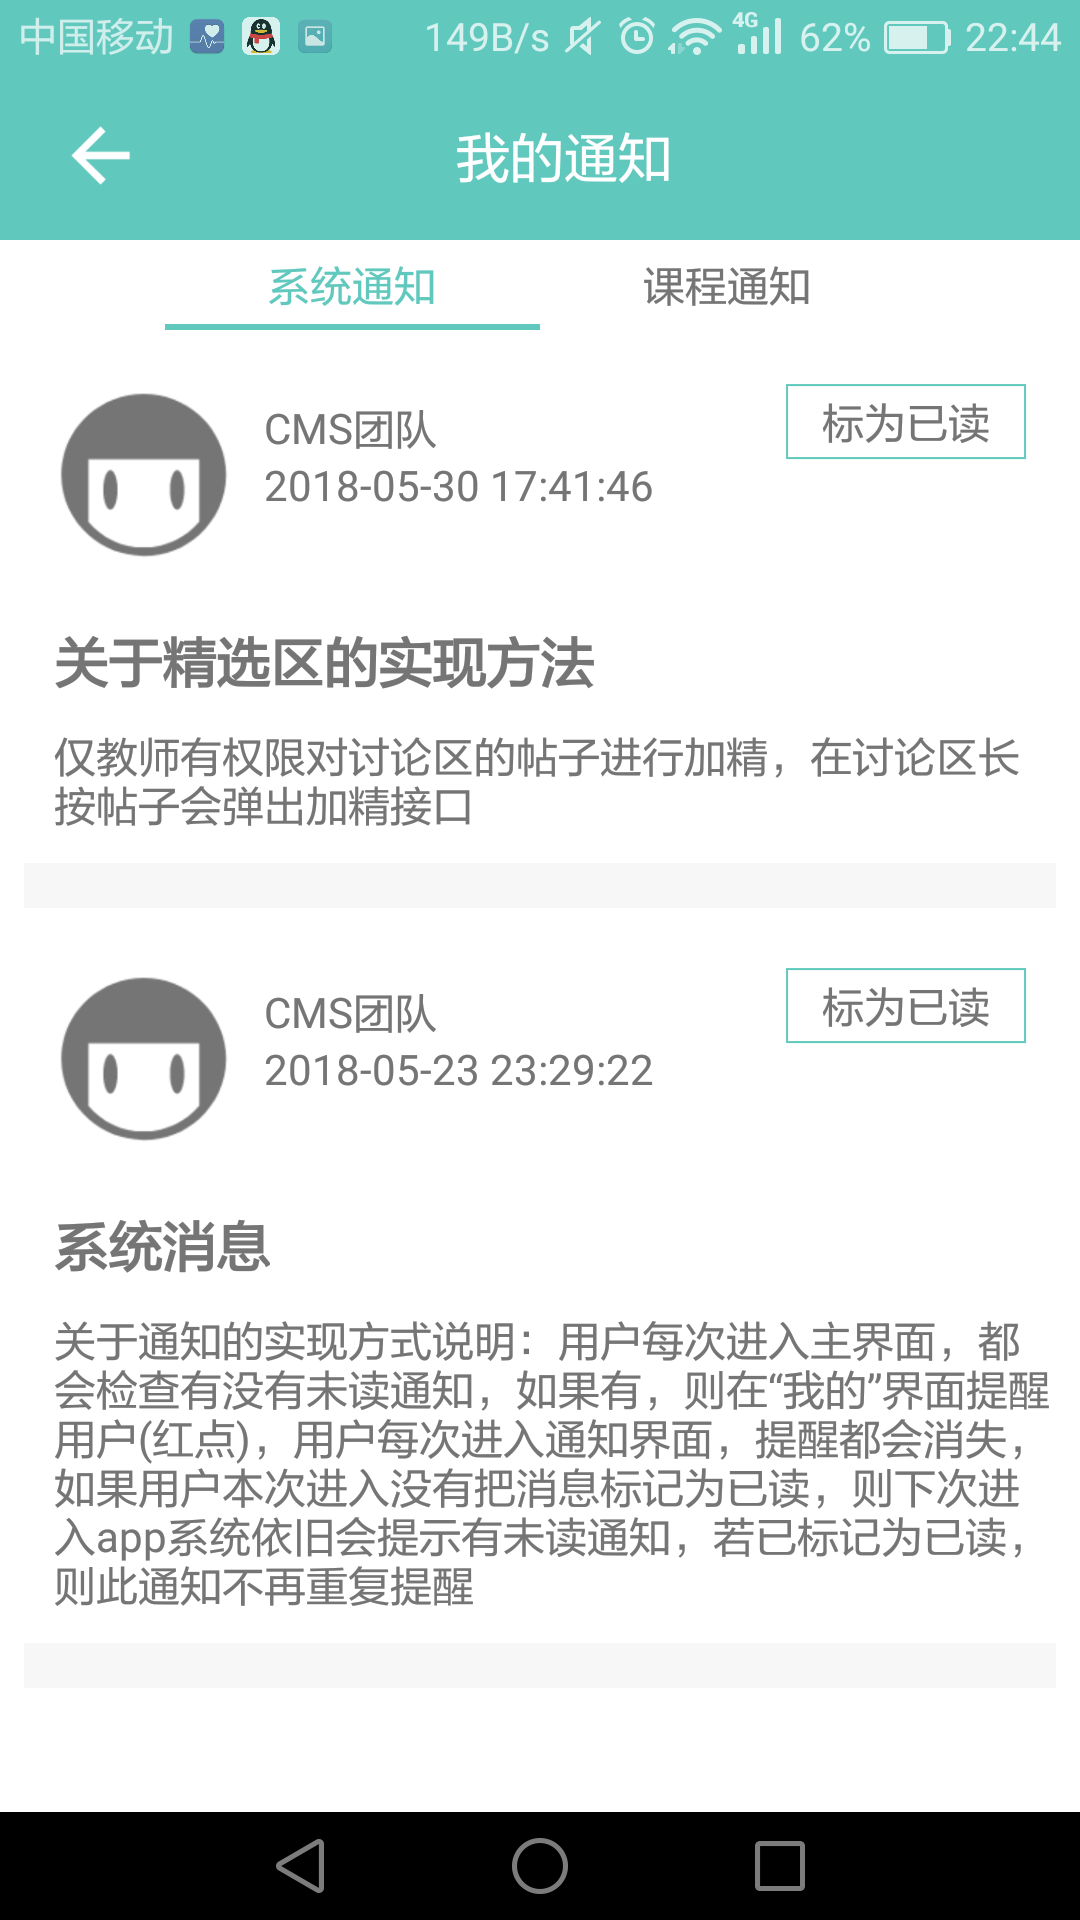 中国移动 149B/s 4G 62% 22:44
我的通知
系统通知 课程通知
CMS团队 标为已读
2018-05-30 17:41:46
关于精选区的实现方法
仅教师有权限对讨论区的帖子进行加精，在讨论区长
按帖子会弹出加精接口
CMS团队 标为已读
2018-05-23 23:29:22
系统消息
关于通知的实现方式说明：用户每次进入主界面，都
会检查有没有未读通知，如果有，则在“我的”界面提醒
用户(红点)，用户每次进入通知界面，提醒都会消失，
如果用户本次进入没有把消息标记为已读，则下次进
入app系统依旧会提示有未读通知，若已标记为已读，
则此通知不再重复提醒